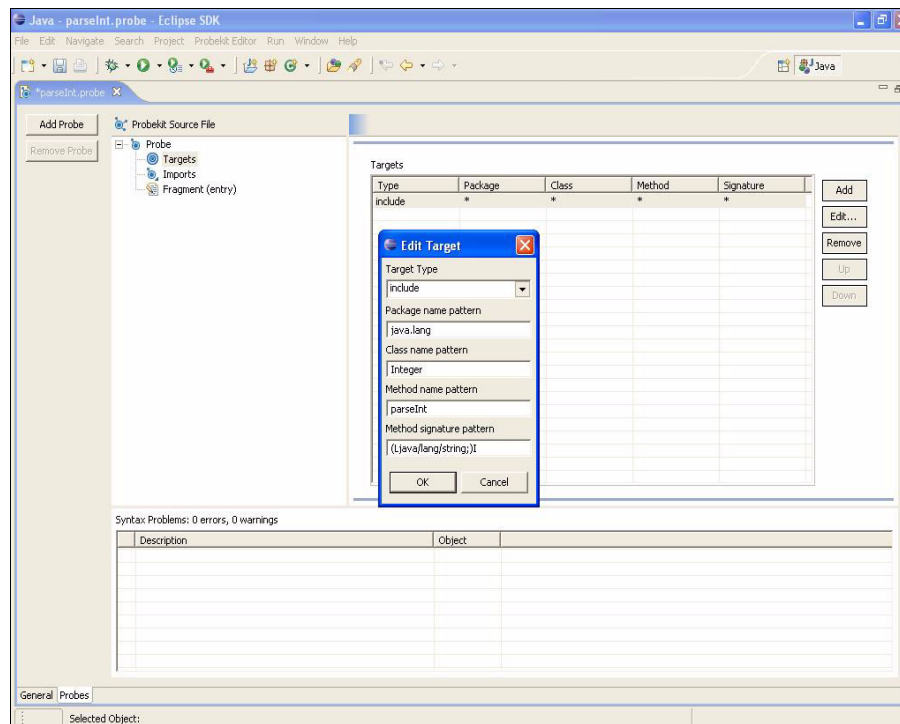 Java - parseInt.probe - Eclipse SDK
File Edit Navigate Search Project Probekit Editor Run Window Help
Java
*parseInt.probe
Add Probe
Remove Probe
Probekit Source File
Probe
Targets
Imports
Fragment (entry)
Targets
Type Package Class Method Signature
include * * * *
Add
Edit...
Remove
Up
Down
Edit Target
Target Type
include
Package name pattern
java.lang
Class name pattern
Integer
Method name pattern
parseInt
Method signature pattern
(Ljava/lang/string;)I
OK Cancel
Syntax Problems: 0 errors, 0 warnings
Description Object
General Probes
Selected Object: